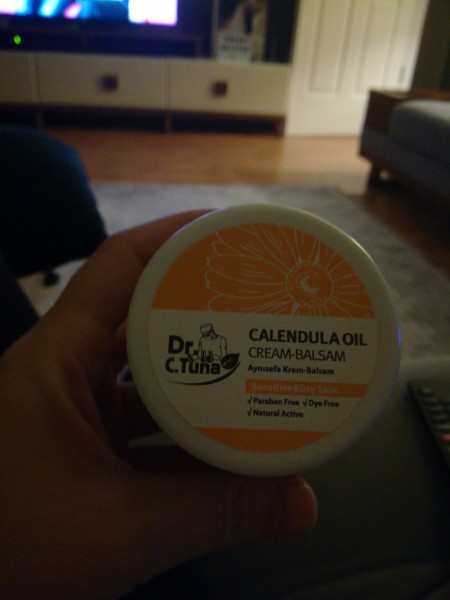 Dr.
C.Tuna
CALENDULA OIL
CREAM-BALSAM
Aynısefa Krem-Balsam
Sensitive&Dry Skin
√ Paraben Free √ Dye Free
√ Natural Active